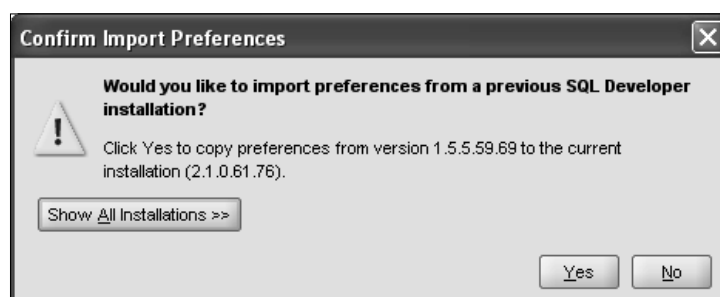 Confirm Import Preferences
Would you like to import preferences from a previous SQL Developer
installation?
Click Yes to copy preferences from version 1.5.5.59.69 to the current
installation (2.1.0.61.76).
Show All Installations >>
Yes No